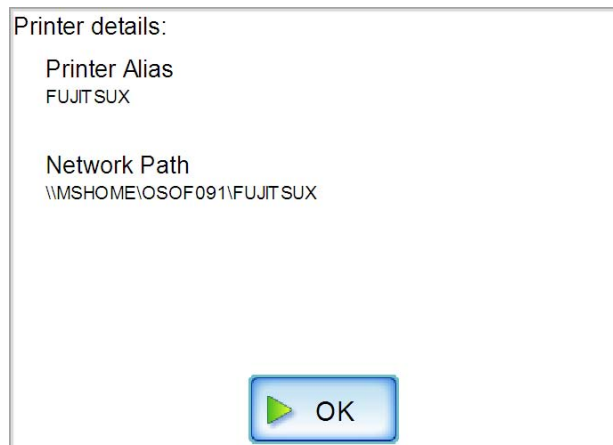 Printer details:
Printer Alias
FUJITSUX
Network Path
\\MSHOME\OSOF091\FUJITSUX
OK